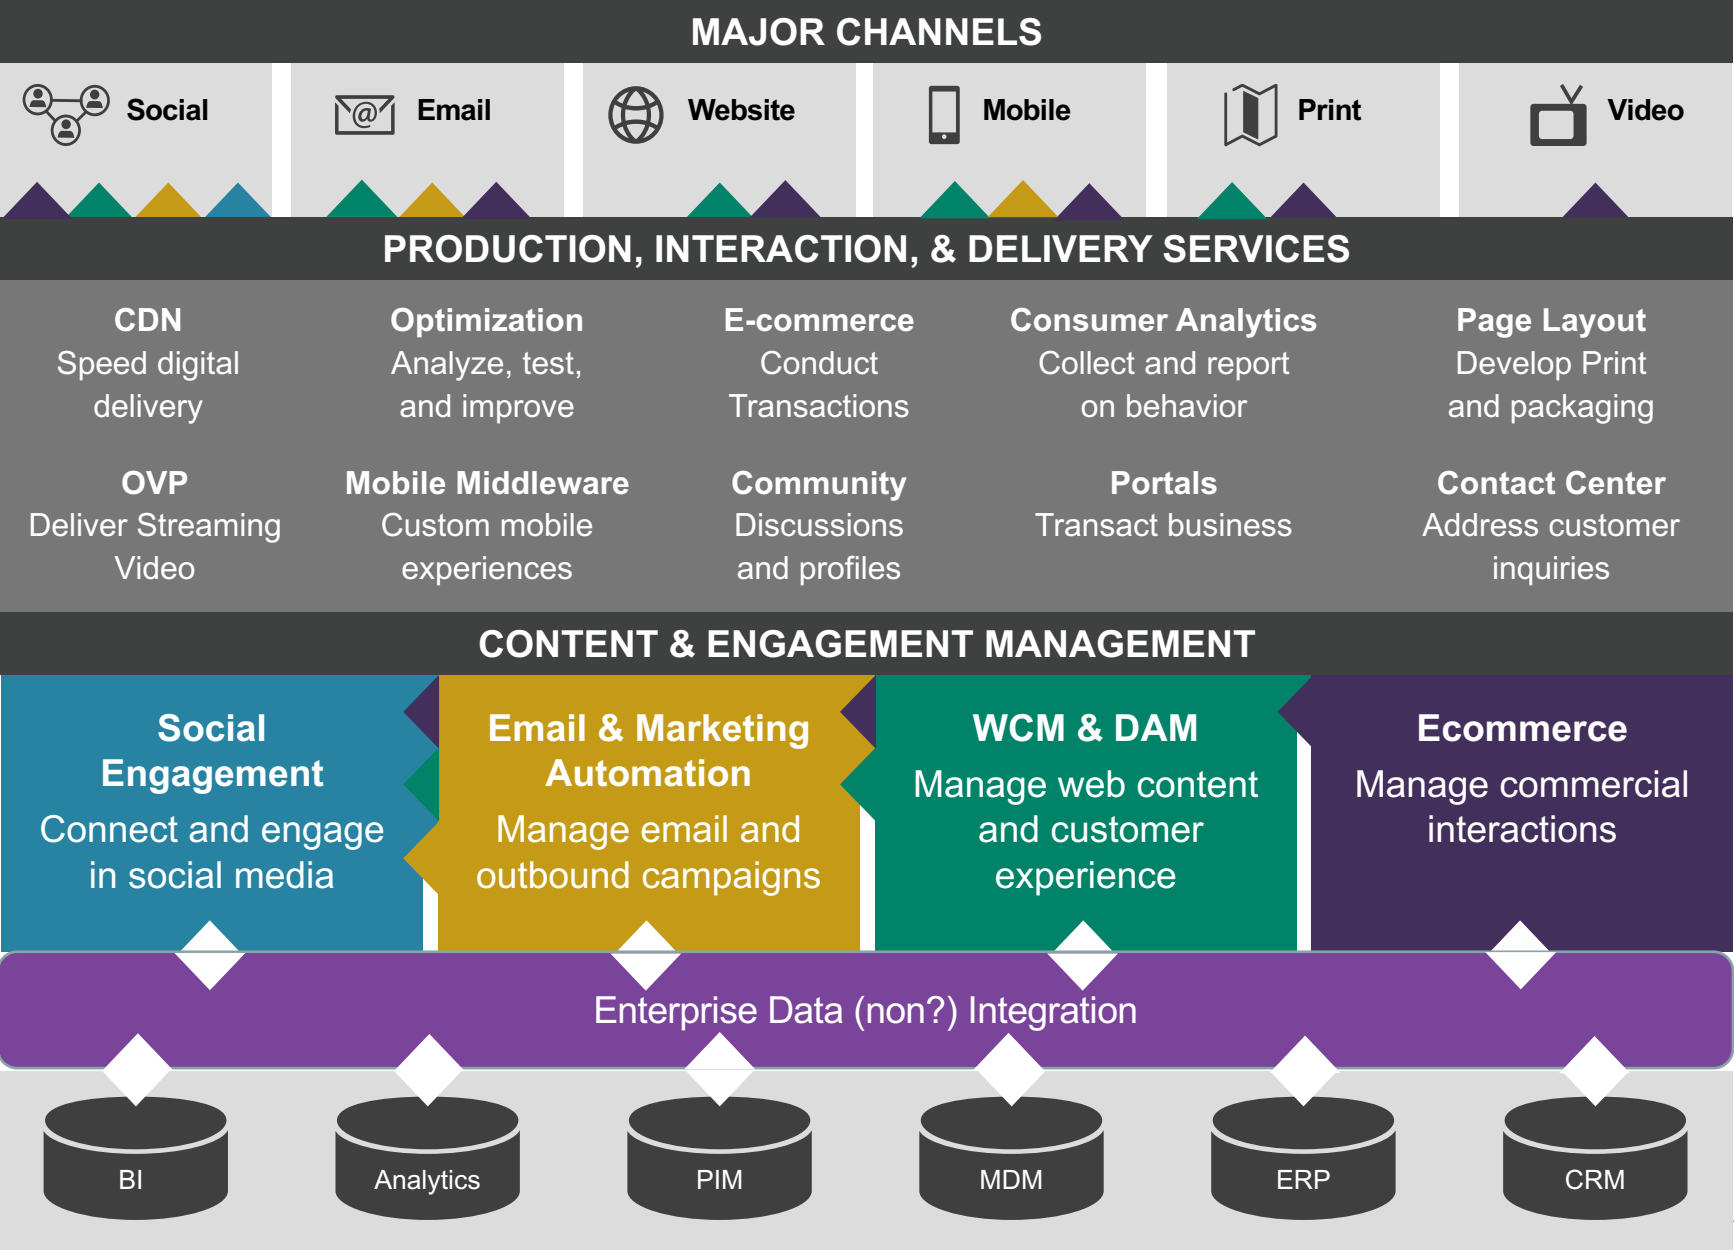 MAJOR CHANNELS
Social
Email
Website
Mobile
Print
Video
@
PRODUCTION, INTERACTION, & DELIVERY SERVICES
CDN
Speed digital
delivery
Optimization
Analyze, test,
and improve
E-commerce
Conduct
Transactions
Consumer Analytics
Collect and report
on behavior
Page Layout
Develop Print
and packaging
OVP
Deliver Streaming
Video
Mobile Middleware
Custom mobile
experiences
Community
Discussions
and profiles
Portals
Transact business
Contact Center
Address customer
inquiries
CONTENT & ENGAGEMENT MANAGEMENT
Social
Engagement
Connect and engage
in social media
Email & Marketing
Automation
Manage email and
outbound campaigns
WCM & DAM
Manage web content
and customer
experience
Ecommerce
Manage commercial
interactions
Enterprise Data (non?) Integration
BI
Analytics
PIM
MDM
ERP
CRM